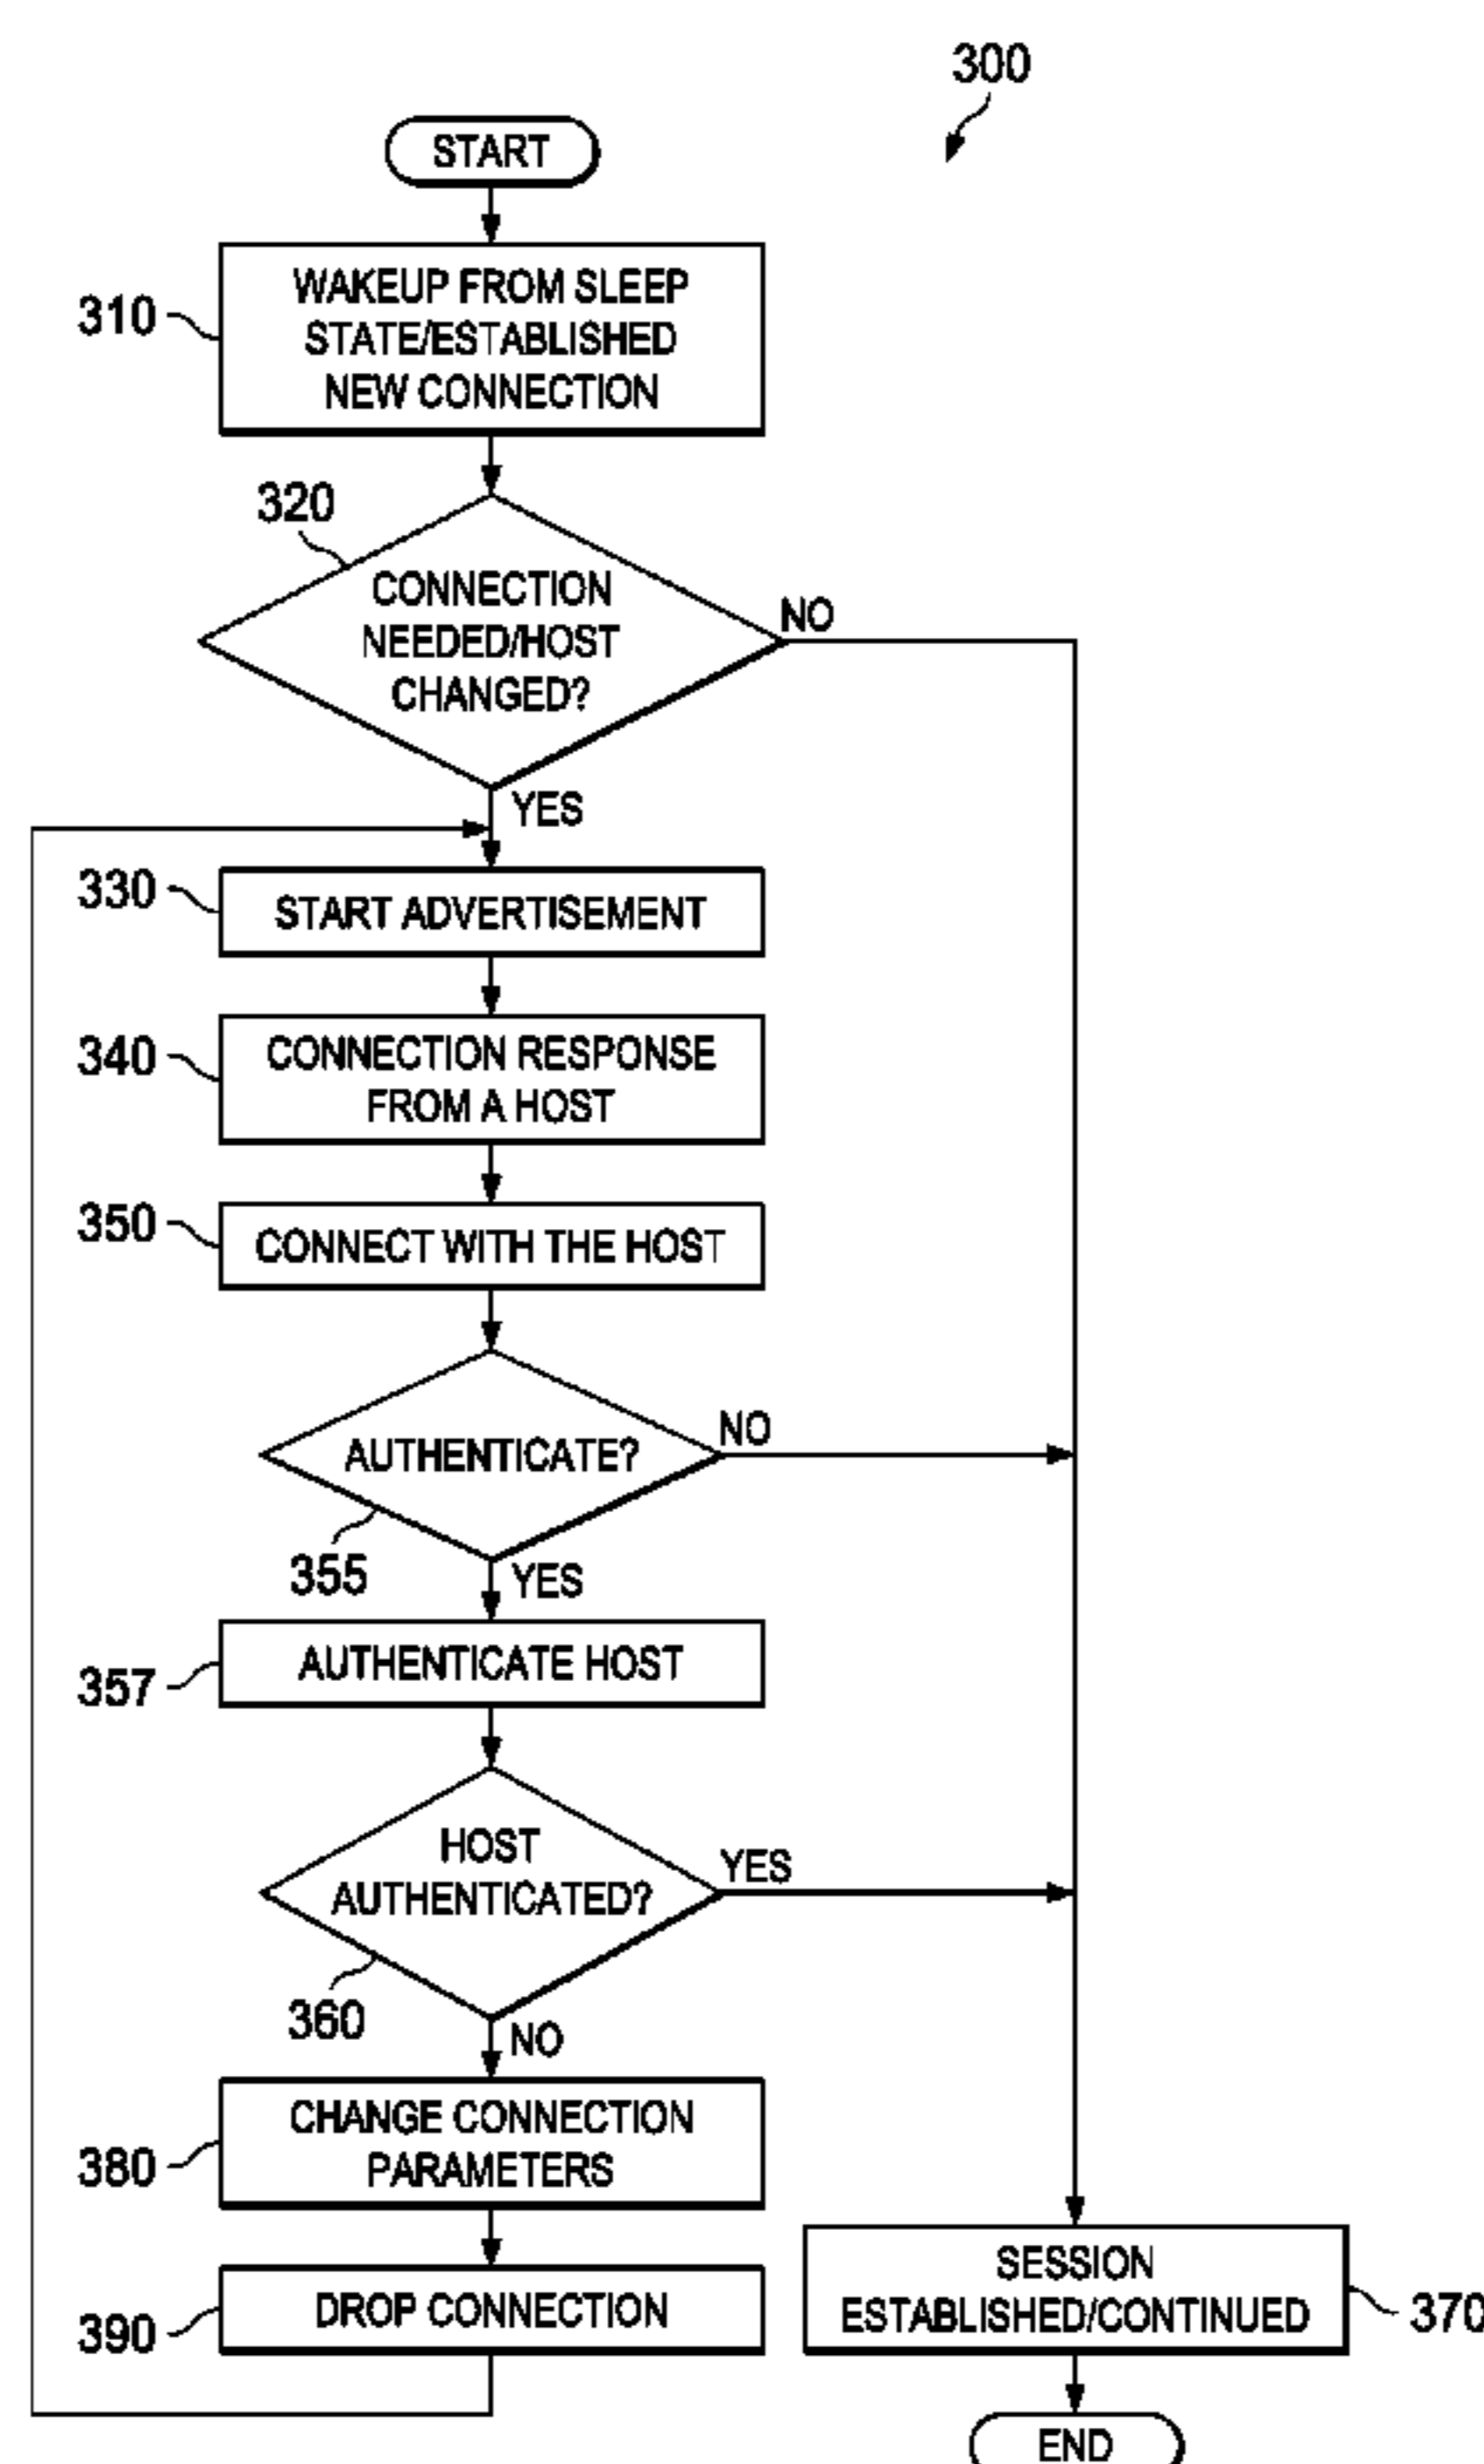 300
START
310
WAKEUP FROM SLEEP
STATE/ESTABLISHED
NEW CONNECTION
320
CONNECTION
NEEDED/HOST
CHANGED?
NO
YES
330
START ADVERTISEMENT
340
CONNECTION RESPONSE
FROM A HOST
350
CONNECT WITH THE HOST
AUTHENTICATE?
NO
355
YES
357
AUTHENTICATE HOST
HOST
AUTHENTICATED?
YES
360
NO
380
CHANGE CONNECTION
PARAMETERS
390
DROP CONNECTION
SESSION
ESTABLISHED/CONTINUED
370
END